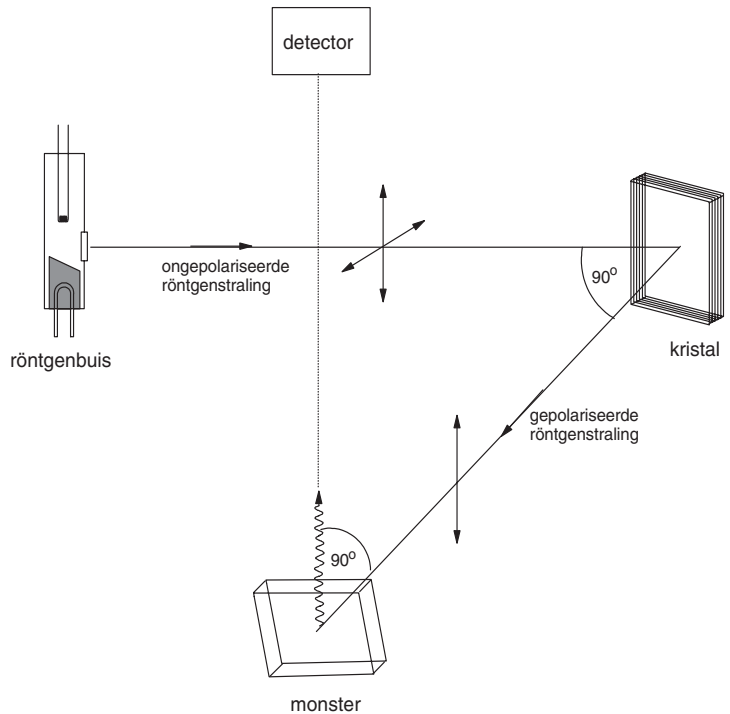 detector
ongepolariseerde
röntgenstraling
90°
kristal
röntgenbuis
gepolariseerde
röntgenstraling
90°
monster